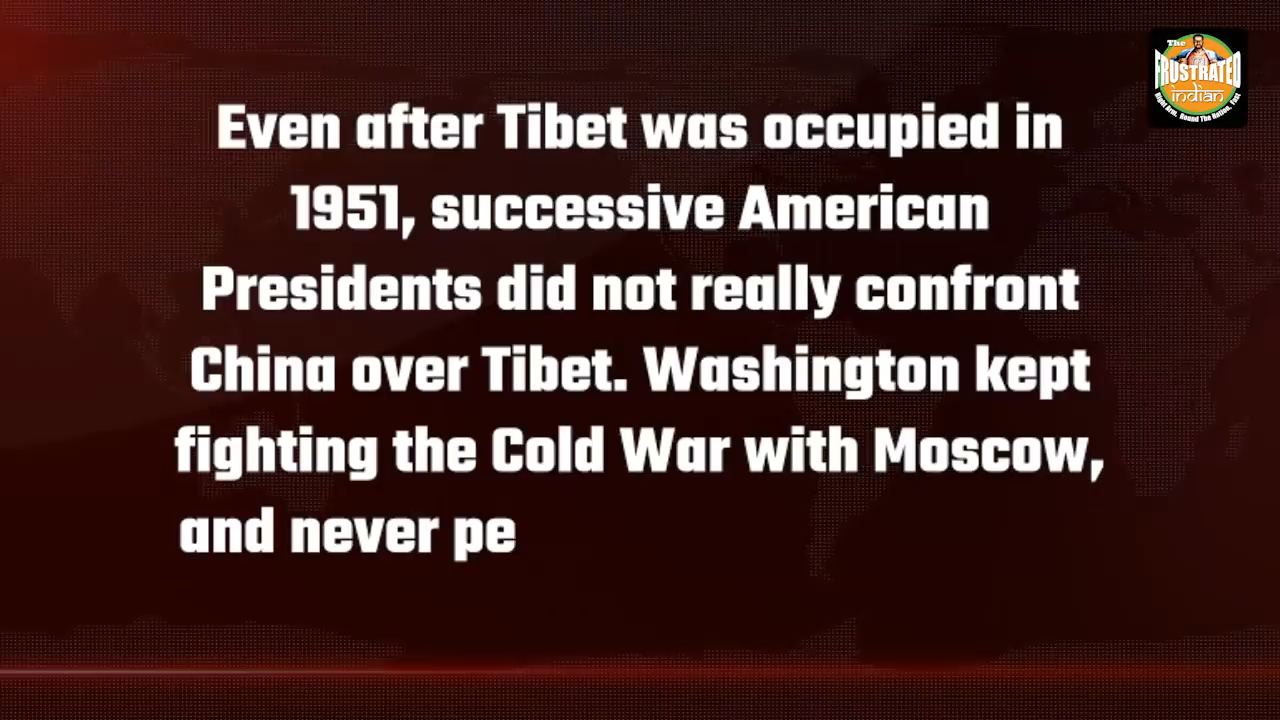 The
FRUSTRATED
indian
Even after Tibet was occupied in
1951, successive American
Presidents did not really confront
China over Tibet. Washington kept
fighting the Cold War with Moscow,
and never pe